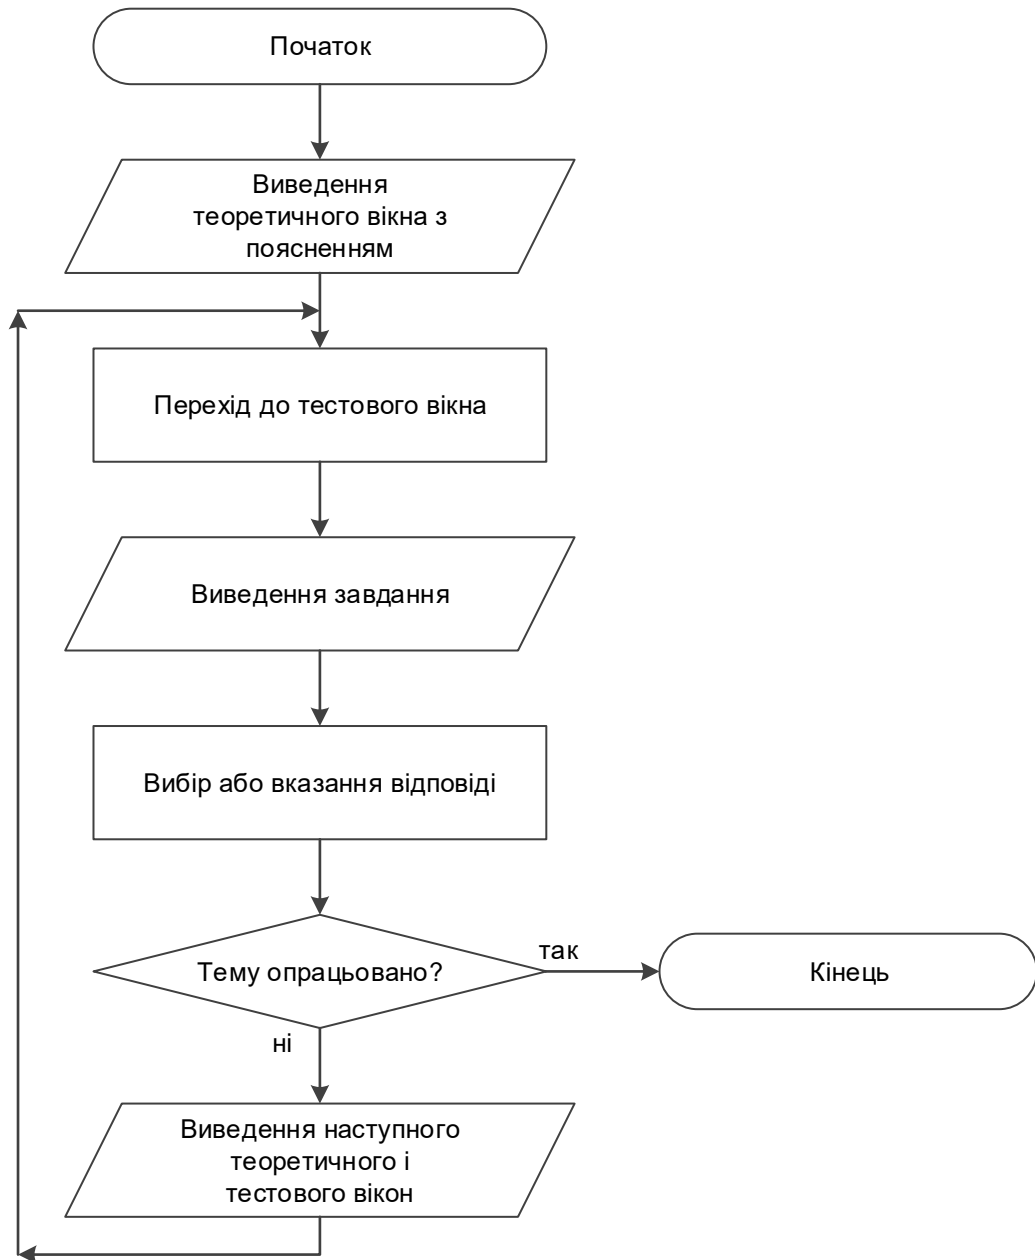 Початок
Виведення
теоретичного вікна з
поясненням
Перехід до тестового вікна
Виведення завдання
Вибір або вказання відповіді
Тему опрацьовано?
так
Кінець
ні
Виведення наступного
теоретичного і
тестового вікон